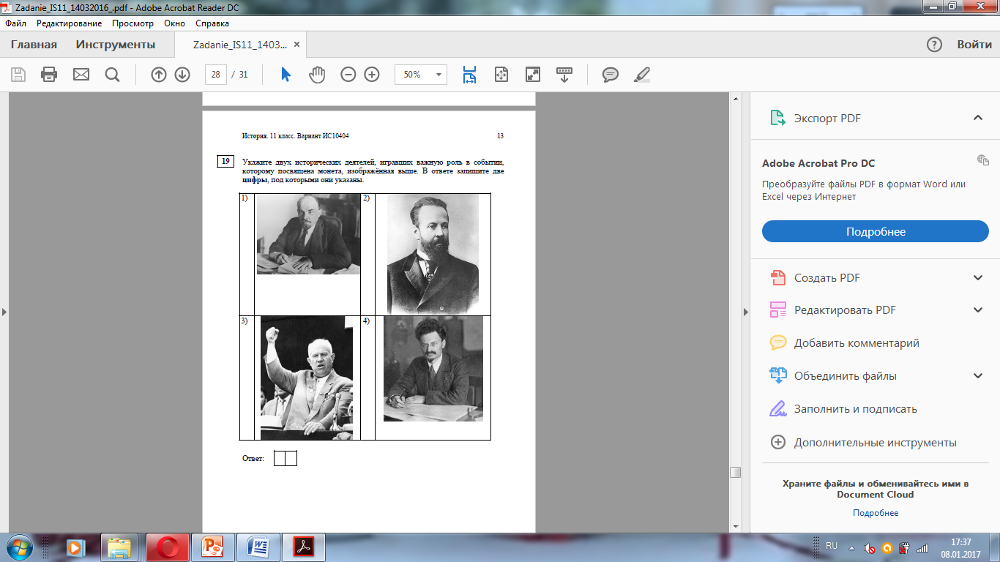 Zadanie_IS11_14032016_.pdf - Adobe Acrobat Reader DC
Файл Редактирование Просмотр Окно Справка
Главная Инструменты Zadanie_IS11_1403... × Войти
28 / 31 50%
История. 11 класс. Вариант ИС10404 13
19 Укажите двух исторических деятелей, игравших важную роль в событии,
которому посвящена монета, изображённая выше. В ответе запишите две
цифры, под которыми они указаны.
1) 2)
3) 4)
Ответ:
Экспорт PDF
Adobe Acrobat Pro DC
Преобразуйте файлы PDF в формат Word или
Excel через Интернет
Подробнее
Создать PDF
Редактировать PDF
Добавить комментарий
Объединить файлы
Заполнить и подписать
Дополнительные инструменты
Храните файлы и обменивайтесь ими в
Document Cloud
Подробнее
RU 17:37
08.01.2017